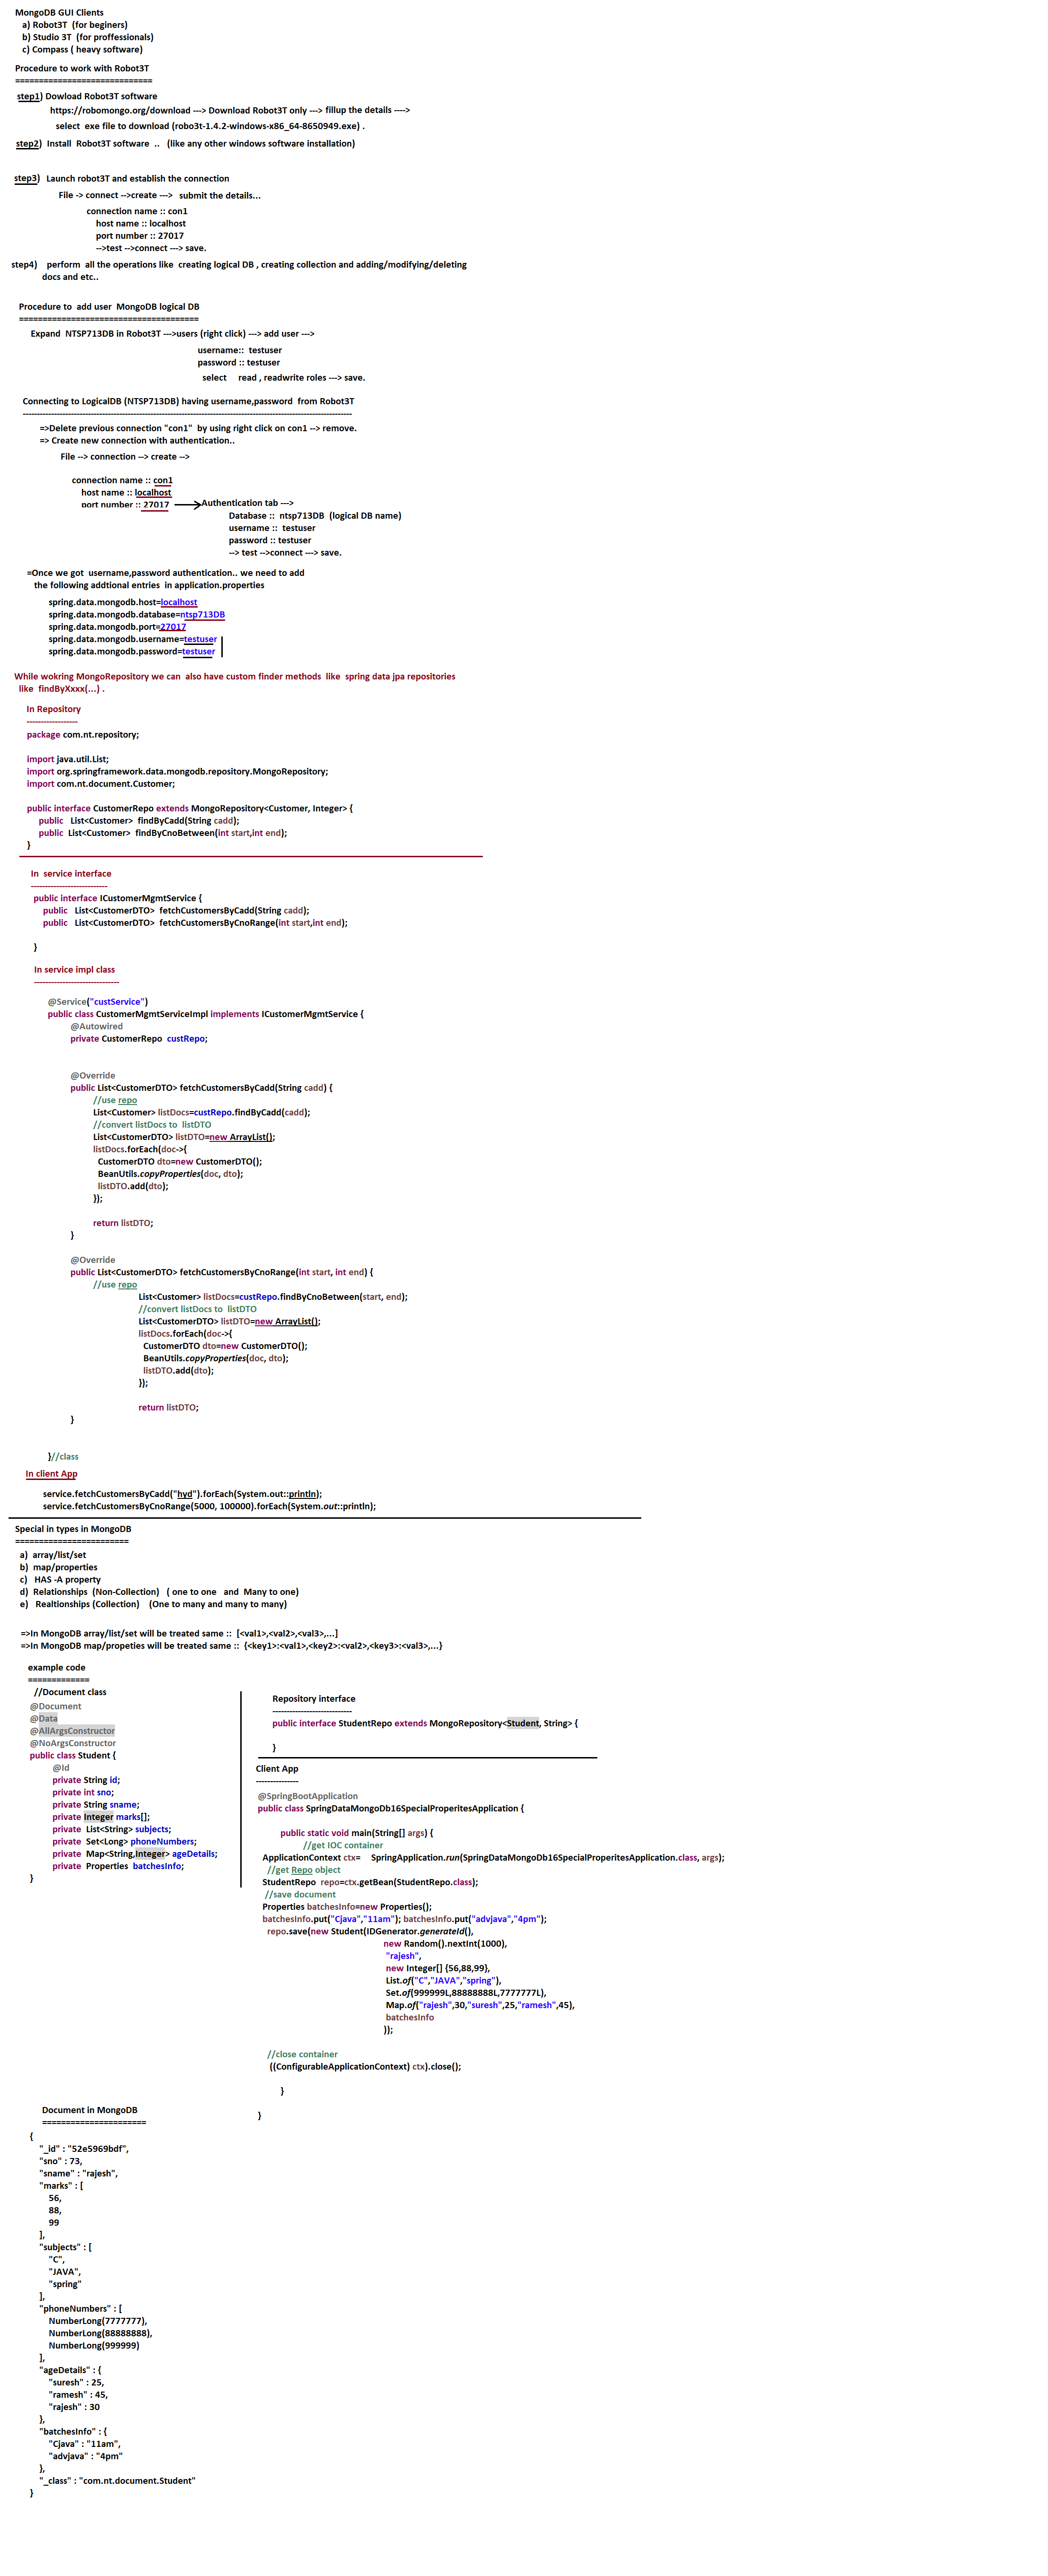 MongoDB GUI Clients
a) Robot3T (for beginers)
b) Studio 3T (for proffessionals)
c) Compass ( heavy software)
Procedure to work with Robot3T
=============================
step1) Dowload Robot3T software
https://robomongo.org/download ---> Download Robot3T only ---> fillup the details ---->
select exe file to download (robo3t-1.4.2-windows-x86_64-8650949.exe) .
step2) Install Robot3T software .. (like any other windows software installation)
step3) Launch robot3T and establish the connection
File -> connect -->create ---> submit the details...
connection name :: con1
host name :: localhost
port number :: 27017
-->test -->connect ---> save.
step4) perform all the operations like creating logical DB , creating collection and adding/modifying/deleting
docs and etc..
Procedure to add user MongoDB logical DB
======================================
Expand NTSP713DB in Robot3T --->users (right click) ---> add user --->
username:: testuser
password :: testuser
select read , readwrite roles ---> save.
Connecting to LogicalDB (NTSP713DB) having username,password from Robot3T
--------------------------------------------------------------------------------------------------------------------
=>Delete previous connection "con1" by using right click on con1 --> remove.
=> Create new connection with authentication..
File --> connection --> create -->
connection name :: con1
host name :: localhost
port number :: 27017
Authentication tab --->
Database :: ntsp713DB (logical DB name)
username :: testuser
password :: testuser
--> test -->connect ---> save.
=Once we got username,password authentication.. we need to add
the following addtional entries in application.properties
spring.data.mongodb.host=localhost
spring.data.mongodb.database=ntsp713DB
spring.data.mongodb.port=27017
spring.data.mongodb.username=testuser
spring.data.mongodb.password=testuser
While wokring MongoRepository we can also have custom finder methods like spring data jpa repositories
like findByXxxx(...) .
In Repository
------------------
package com.nt.repository;
import java.util.List;
import org.springframework.data.mongodb.repository.MongoRepository;
import com.nt.document.Customer;
public interface CustomerRepo extends MongoRepository<Customer, Integer> {
public List<Customer> findByCadd(String cadd);
public List<Customer> findByCnoBetween(int start,int end);
}
In service interface
---------------------------
public interface ICustomerMgmtService {
public List<CustomerDTO> fetchCustomersByCadd(String cadd);
public List<CustomerDTO> fetchCustomersByCnoRange(int start,int end);
}
In service impl class
------------------------------
@Service("custService")
public class CustomerMgmtServiceImpl implements ICustomerMgmtService {
@Autowired
private CustomerRepo custRepo;
@Override
public List<CustomerDTO> fetchCustomersByCadd(String cadd) {
//use repo
List<Customer> listDocs=custRepo.findByCadd(cadd);
//convert listDocs to listDTO
List<CustomerDTO> listDTO=new ArrayList();
listDocs.forEach(doc->{
CustomerDTO dto=new CustomerDTO();
BeanUtils.copyProperties(doc, dto);
listDTO.add(dto);
});
return listDTO;
}
@Override
public List<CustomerDTO> fetchCustomersByCnoRange(int start, int end) {
//use repo
List<Customer> listDocs=custRepo.findByCnoBetween(start, end);
//convert listDocs to listDTO
List<CustomerDTO> listDTO=new ArrayList();
listDocs.forEach(doc->{
CustomerDTO dto=new CustomerDTO();
BeanUtils.copyProperties(doc, dto);
listDTO.add(dto);
});
return listDTO;
}
}//class
In client App
service.fetchCustomersByCadd("hyd").forEach(System.out::println);
service.fetchCustomersByCnoRange(5000, 100000).forEach(System.out::println);
Special in types in MongoDB
========================
a) array/list/set
b) map/properties
c) HAS -A property
d) Relationships (Non-Collection) ( one to one and Many to one)
e) Realtionships (Collection) (One to many and many to many)
=>In MongoDB array/list/set will be treated same :: [<val1>,<val2>,<val3>,...]
=>In MongoDB map/propeties will be treated same :: {<key1>:<val1>,<key2>:<val2>,<key3>:<val3>,...}
example code
=============
//Document class
@Document
@Data
@AllArgsConstructor
@NoArgsConstructor
public class Student {
@Id
private String id;
private int sno;
private String sname;
private Integer marks[];
private List<String> subjects;
private Set<Long> phoneNumbers;
private Map<String,Integer> ageDetails;
private Properties batchesInfo;
}
Repository interface
----------------------------
public interface StudentRepo extends MongoRepository<Student, String> {
}
Client App
---------------
@SpringBootApplication
public class SpringDataMongoDb16SpecialProperitesApplication {
public static void main(String[] args) {
//get IOC container
ApplicationContext ctx= SpringApplication.run(SpringDataMongoDb16SpecialProperitesApplication.class, args);
//get Repo object
StudentRepo repo=ctx.getBean(StudentRepo.class);
//save document
Properties batchesInfo=new Properties();
batchesInfo.put("Cjava","11am"); batchesInfo.put("advjava","4pm");
repo.save(new Student(IDGenerator.generateId(),
new Random().nextInt(1000),
"rajesh",
new Integer[] {56,88,99},
List.of("C","JAVA","spring"),
Set.of(999999L,88888888L,7777777L),
Map.of("rajesh",30,"suresh",25,"ramesh",45),
batchesInfo
));
//close container
((ConfigurableApplicationContext) ctx).close();
}
}
Document in MongoDB
======================
{
"_id" : "52e5969bdf",
"sno" : 73,
"sname" : "rajesh",
"marks" : [
56,
88,
99
],
"subjects" : [
"C",
"JAVA",
"spring"
],
"phoneNumbers" : [
NumberLong(7777777),
NumberLong(88888888),
NumberLong(999999)
],
"ageDetails" : {
"suresh" : 25,
"ramesh" : 45,
"rajesh" : 30
},
"batchesInfo" : {
"Cjava" : "11am",
"advjava" : "4pm"
},
"_class" : "com.nt.document.Student"
}